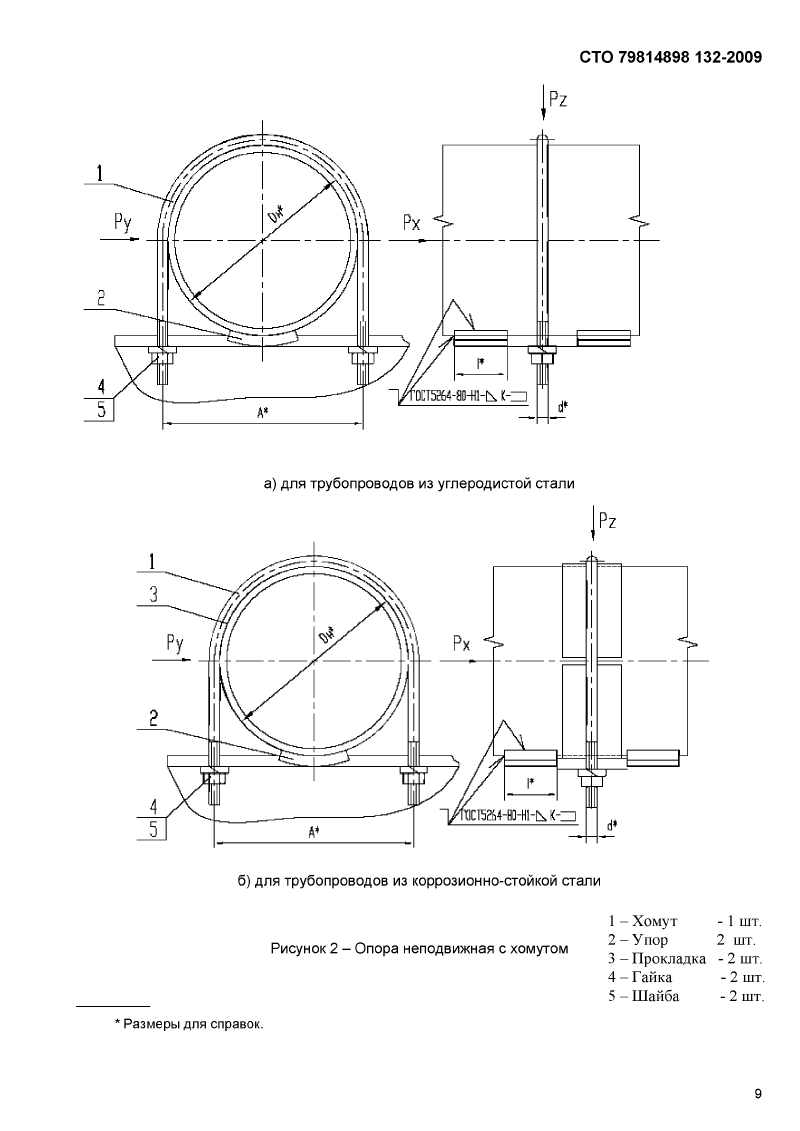 СТО 79814898 132-2009
Pz
1
Dн*
Py
Px
2
l*
4
5
A*
ГОСТ5264-80-Н1-◺ K-□
d*
а) для трубопроводов из углеродистой стали
Pz
1
3
Dн*
Py
Px
2
l*
4
5
A*
ГОСТ5264-80-Н1-◺ K-□
d*
б) для трубопроводов из коррозионно-стойкой стали
1 – Хомут - 1 шт.
2 – Упор 2 шт.
3 – Прокладка - 2 шт.
4 – Гайка - 2 шт.
5 – Шайба - 2 шт.
Рисунок 2 – Опора неподвижная с хомутом
* Размеры для справок.
9